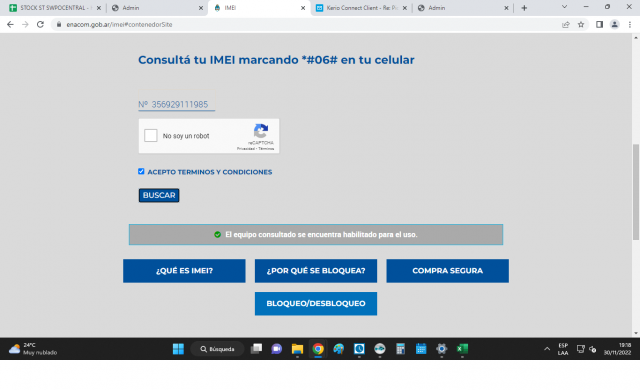 STOCK ST SWPOCENTRAL -
Admin
IMEI
Kerio Connect Client - Re: P
Admin
enacom.gob.ar/imei#contenedorSite
Consultá tu IMEI marcando *#06# en tu celular
Nº 356929111985
No soy un robot
reCAPTCHA
Privacidad - Términos
ACEPTO TERMINOS Y CONDICIONES
BUSCAR
El equipo consultado se encuentra habilitado para el uso.
¿QUÉ ES IMEI?
¿POR QUÉ SE BLOQUEA?
COMPRA SEGURA
BLOQUEO/DESBLOQUEO
24°C
Muy nublado
Búsqueda
ESP
LAA
19:18
30/11/2022